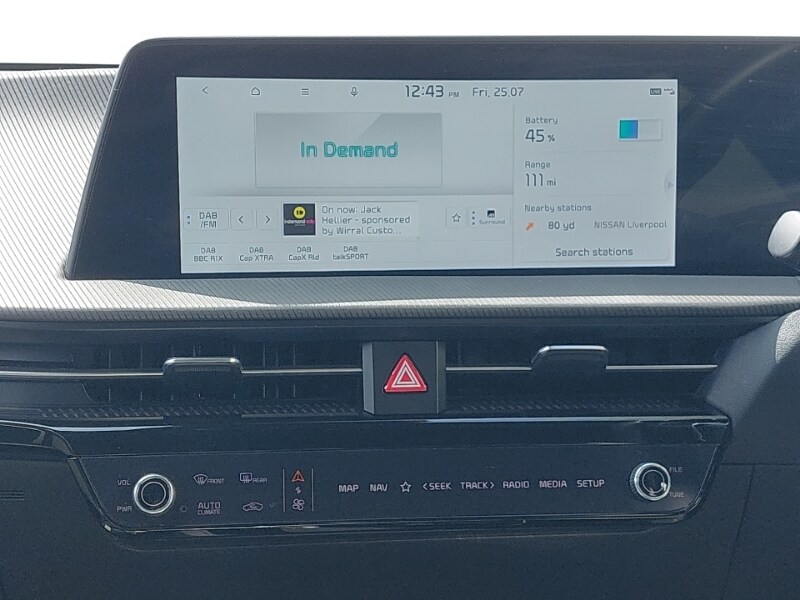 12:43 PM Fri, 25.07
In Demand
Battery
45 %
Range
111 mi
Nearby stations
80 yd NISSAN Liverpool
Search stations
DAB
/FM
On now: Jack
Hellier - sponsored
by Wirral Custo...
Surround
DAB
BBC R1X
DAB
Cap XTRA
DAB
CapX Rld
DAB
talkSPORT
VOL
PWR
FRONT
REAR
AUTO
CLIMATE
MAP NAV <SEEK TRACK> RADIO MEDIA SETUP
FILE
TUNE